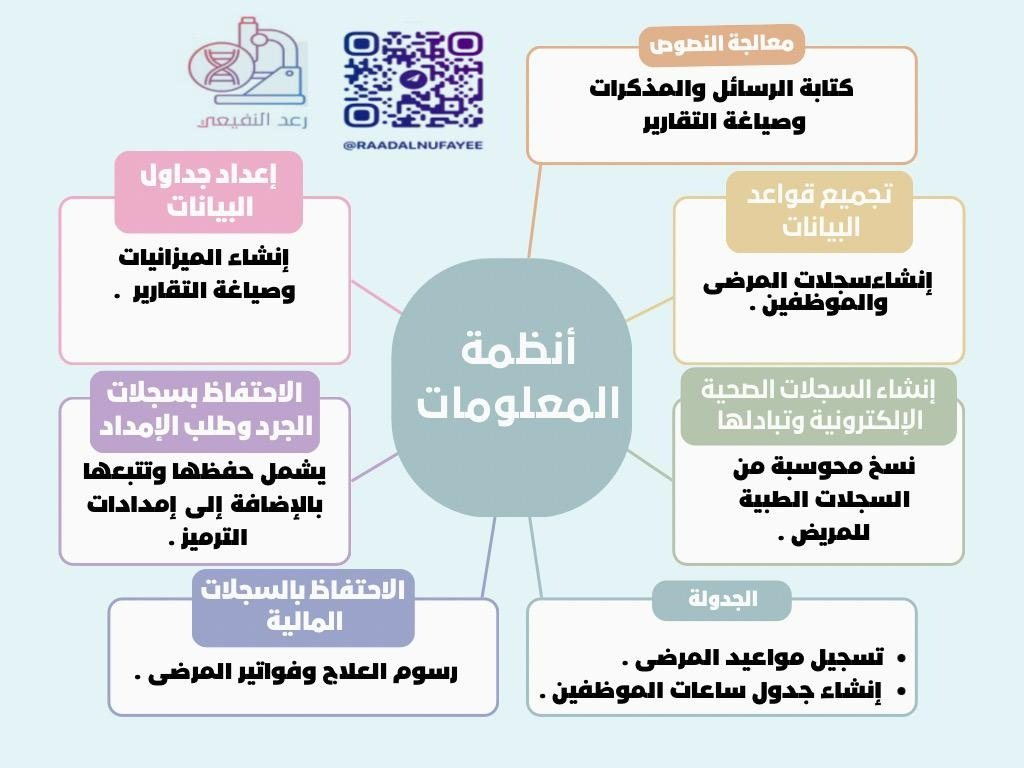 رعد النفيعي
@RAADALNUFAYEE
معالجة النصوص
كتابة الرسائل والمذكرات
وصياغة التقارير
تجميع قواعد
البيانات
إنشاءسجلات المرضى
والموظفين .
إنشاء السجلات الصحية
الإلكترونية وتبادلها
نسخ محوسبة من
السجلات الطبية
للمريض .
الجدولة
• تسجيل مواعيد المرضى .
• إنشاء جدول ساعات الموظفين .
أنظمة
المعلومات
إعداد جداول
البيانات
إنشاء الميزانيات
وصياغة التقارير .
الاحتفاظ بسجلات
الجرد وطلب الإمداد
يشمل حفظها وتتبعها
بالإضافة إلى إمدادات
الترميز .
الاحتفاظ بالسجلات
المالية
رسوم العلاج وفواتير المرضى .